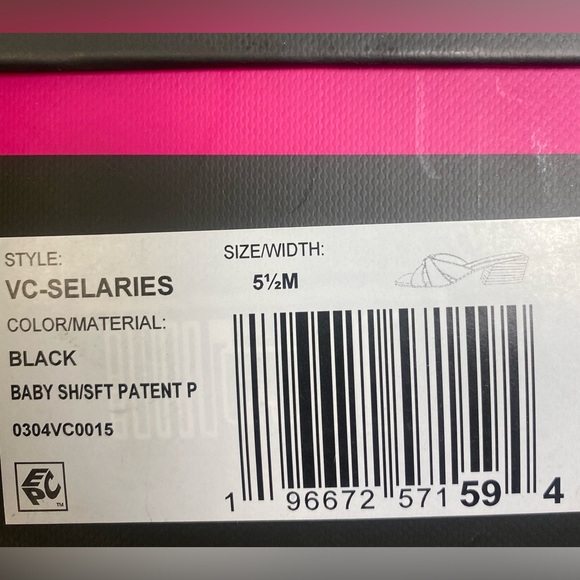 STYLE:
SIZE/WIDTH:
VC-SELARIES
5½M
COLOR/MATERIAL:
BLACK
BABY SH/SFT PATENT P
0304VC0015
EPC
TM
1 96672 571 59 4